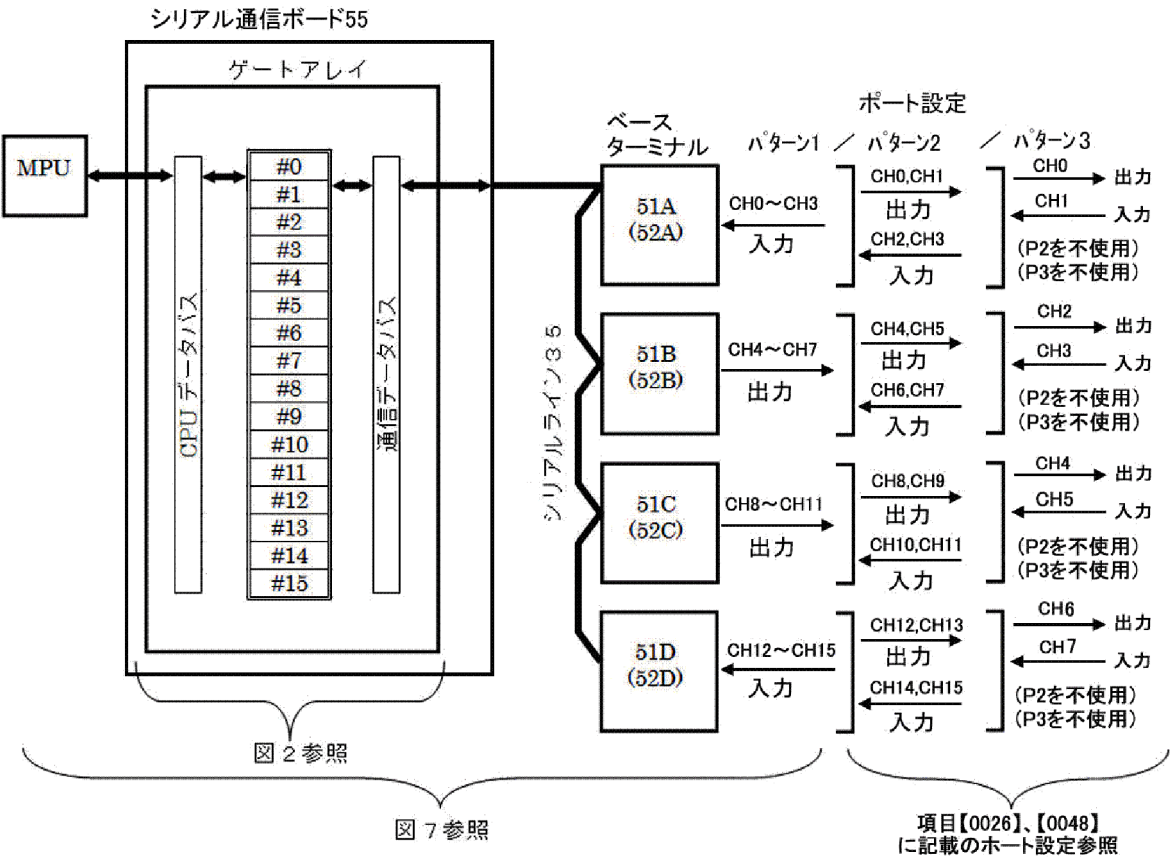 シリアル通信ボード55
ゲートアレイ
MPU
CPUデータバス
#0
#1
#2
#3
#4
#5
#6
#7
#8
#9
#10
#11
#12
#13
#14
#15
通信データバス
シリアルライン35
ベース
ターミナル
ポート設定
パターン1 / パターン2 / パターン3
51A
(52A)
CH0~CH3
入力
CH0,CH1
出力
CH2,CH3
入力
CH0
出力
CH1
入力
(P2を不使用)
(P3を不使用)
51B
(52B)
CH4~CH7
出力
CH4,CH5
出力
CH6,CH7
入力
CH2
出力
CH3
入力
(P2を不使用)
(P3を不使用)
51C
(52C)
CH8~CH11
出力
CH8,CH9
出力
CH10,CH11
入力
CH4
出力
CH5
入力
(P2を不使用)
(P3を不使用)
51D
(52D)
CH12~CH15
入力
CH12,CH13
出力
CH14,CH15
入力
CH6
出力
CH7
入力
(P2を不使用)
(P3を不使用)
図2参照
図7参照
項目【0026】、【0048】
に記載のポート設定参照